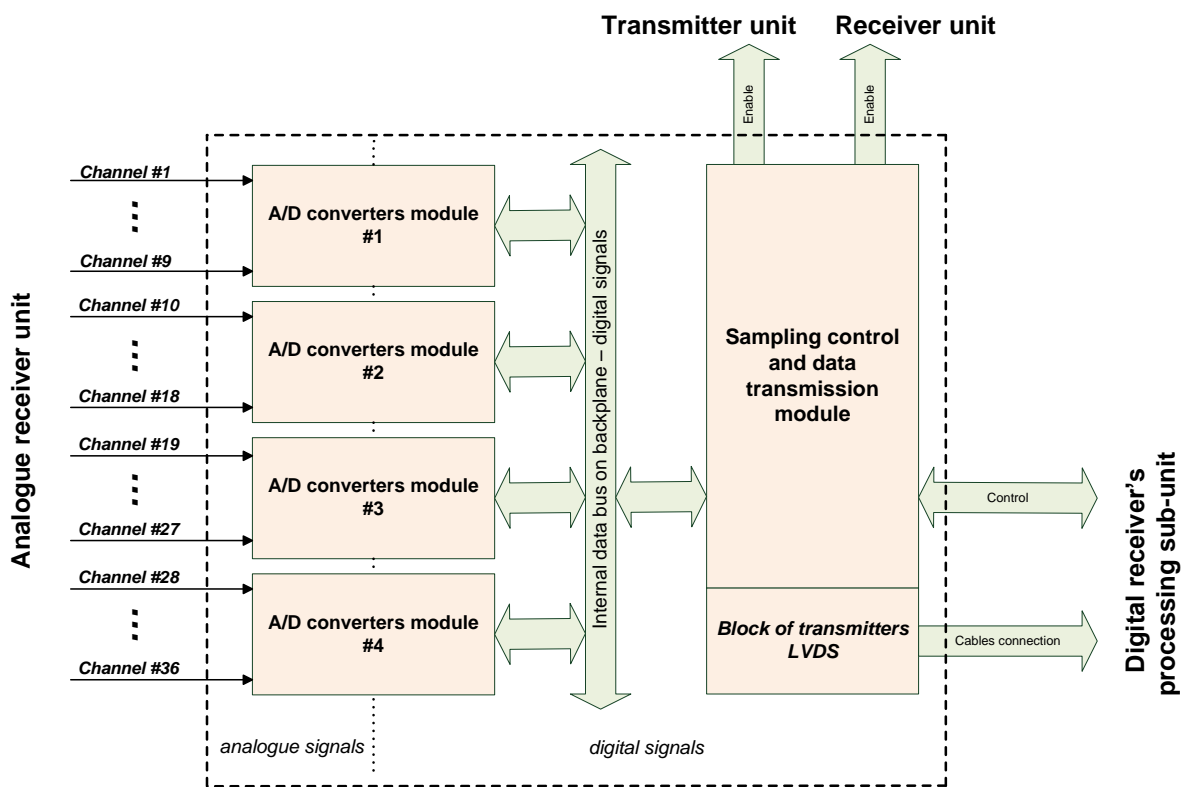 Transmitter unit
Receiver unit
Enable
Enable
Analogue receiver unit
Channel #1
Channel #9
Channel #10
Channel #18
Channel #19
Channel #27
Channel #28
Channel #36
A/D converters module
#1
A/D converters module
#2
A/D converters module
#3
A/D converters module
#4
Internal data bus on backplane – digital signals
Sampling control
and data
transmission
module
Block of transmitters
LVDS
Control
Cables connection
Digital receiver's
processing sub-unit
analogue signals
digital signals